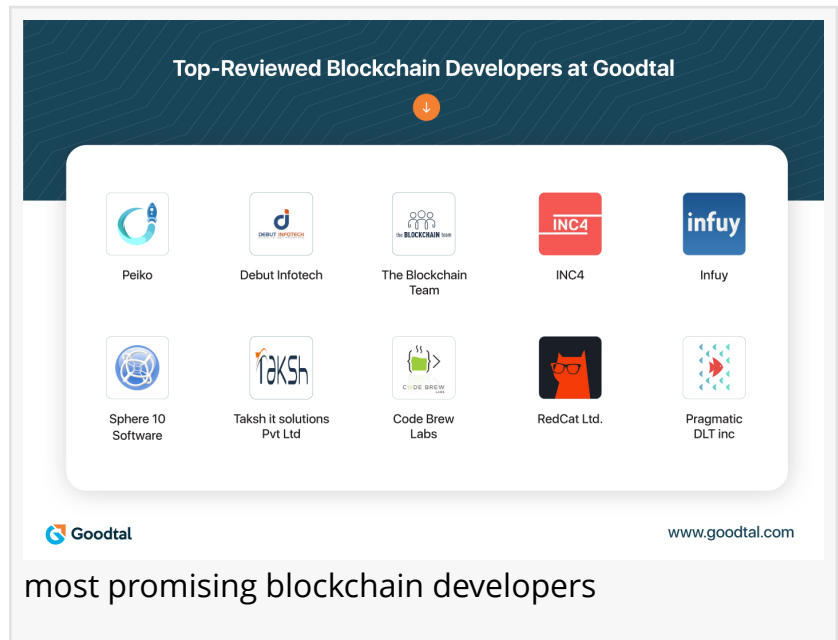 Top-Reviewed Blockchain Developers at Goodtal
DEBUT INFOTECH
the BLOCKCHAIN team
INC4
infuy
Peiko
Debut Infotech
The Blockchain
Team
INC4
Infuy
Taksh
CODE BREW
LABS
Sphere 10
Software
Taksh it solutions
Pvt Ltd
Code Brew
Labs
RedCat Ltd.
Pragmatic
DLT inc
Goodtal
www.goodtal.com
most promising blockchain developers